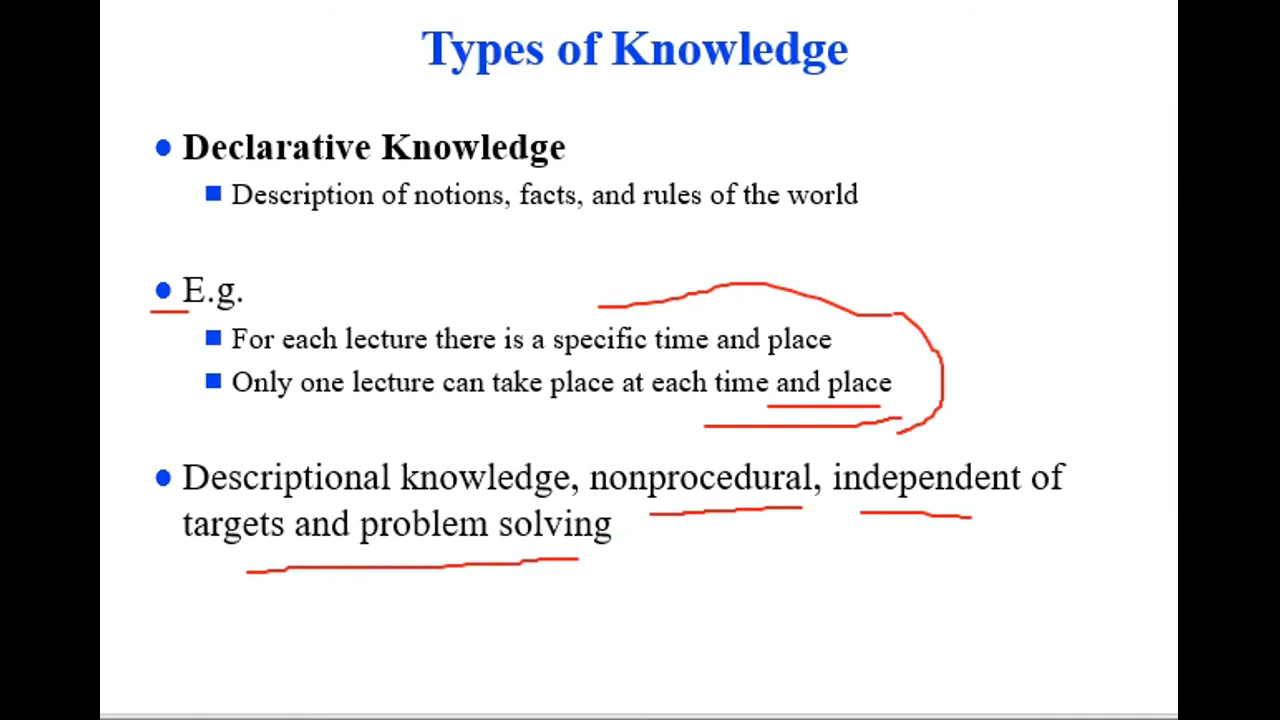 Types of Knowledge
Declarative Knowledge
Description of notions, facts, and rules of the world
E.g.
For each lecture there is a specific time and place
Only one lecture can take place at each time and place
Descriptional knowledge, nonprocedural, independent of
targets and problem solving